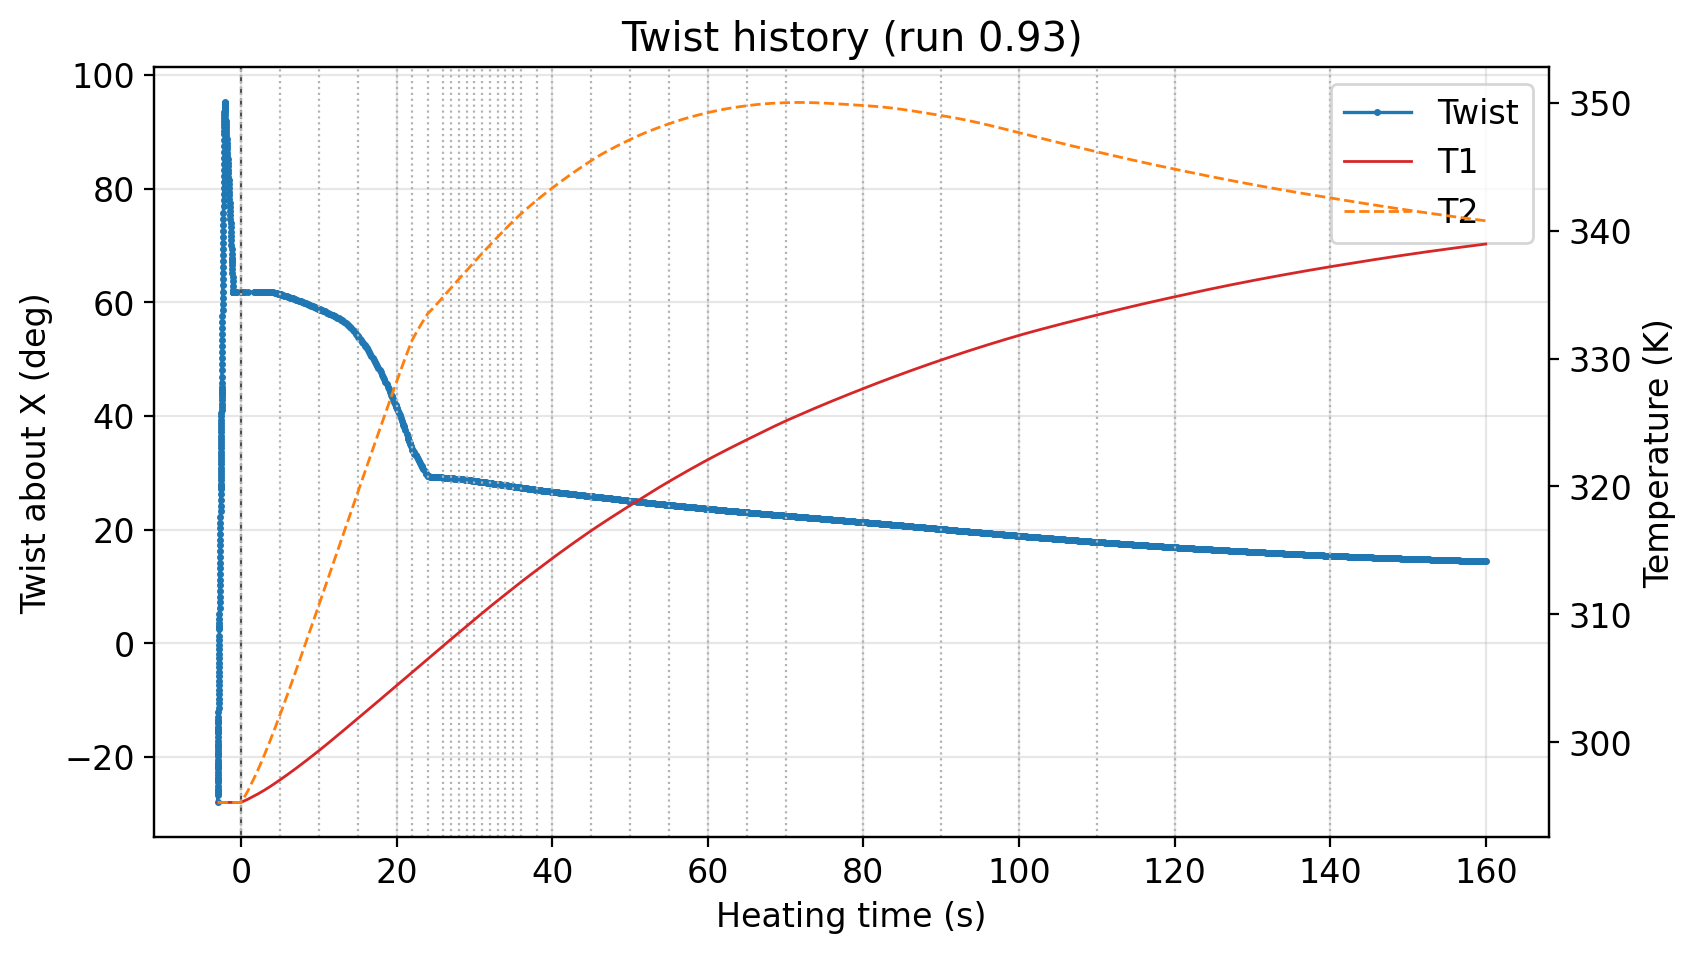 Twist history (run 0.93)
Twist
T1
T2
100
80
60
40
20
0
−20
Twist about X (deg)
350
340
330
320
310
300
Temperature (K)
0 20 40 60 80 100 120 140 160
Heating time (s)